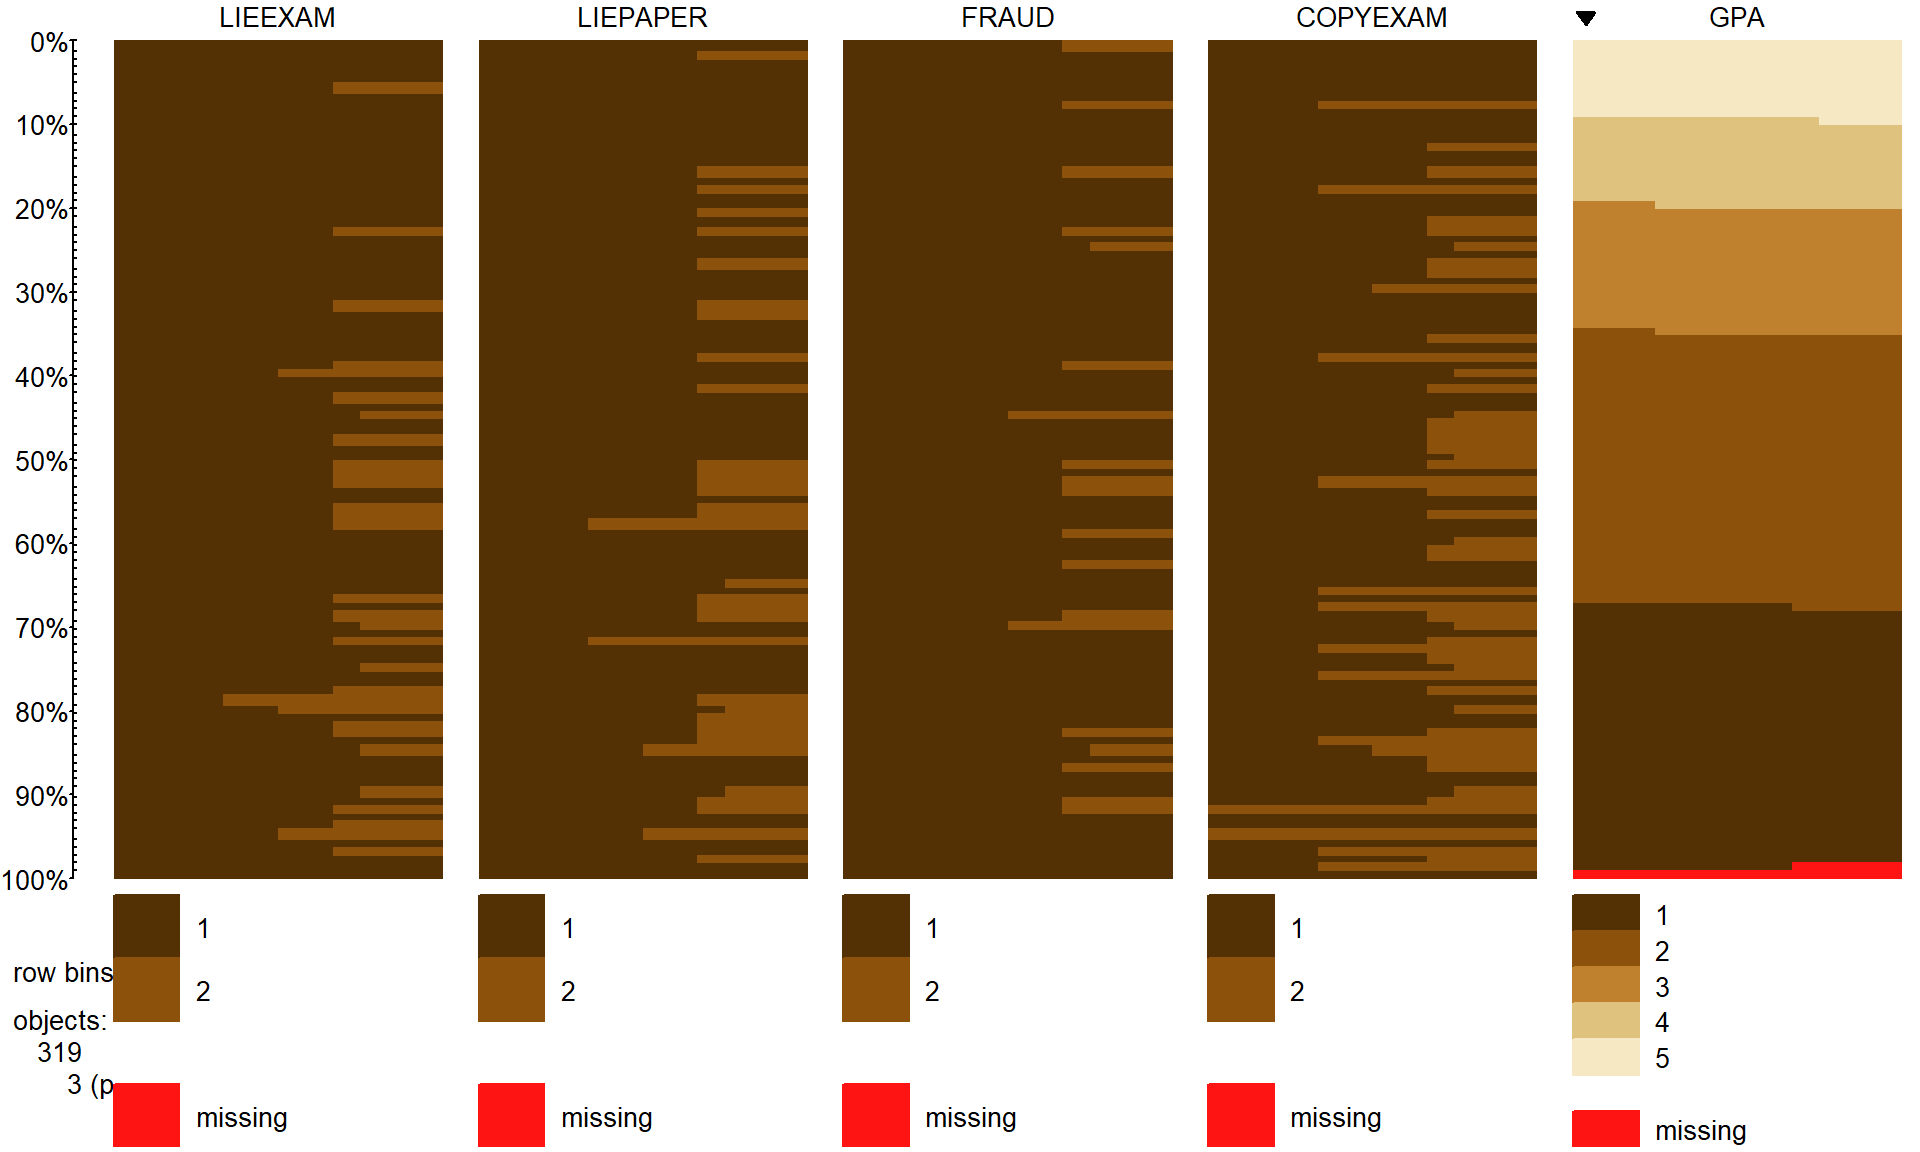 LIEEXAM LIEPAPER FRAUD COPYEXAM GPA
0%
10%
20%
30%
40%
50%
60%
70%
80%
90%
100%
1 1 1 1 1
2
row bins 2 2 2 2 3
objects: 4
319 5
3 (p
missing missing missing missing missing